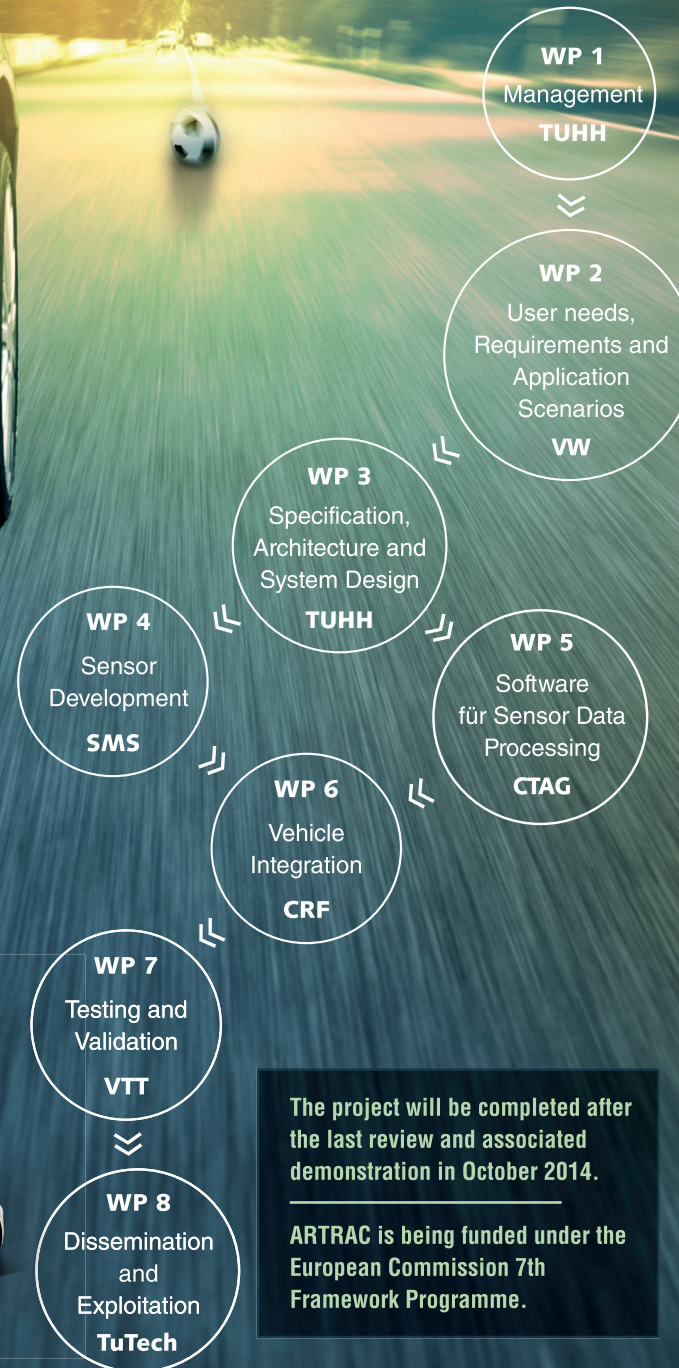 WP 1
Management
TUHH
WP 2
User needs,
Requirements and
Application
Scenarios
VW
WP 3
Specification,
Architecture and
System Design
TUHH
WP 4
Sensor
Development
SMS
WP 5
Software
für Sensor Data
Processing
CTAG
WP 6
Vehicle
Integration
CRF
WP 7
Testing and
Validation
VTT
WP 8
Dissemination
and
Exploitation
TuTech
The project will be completed after
the last review and associated
demonstration in October 2014.
ARTRAC is being funded under the
European Commission 7th
Framework Programme.